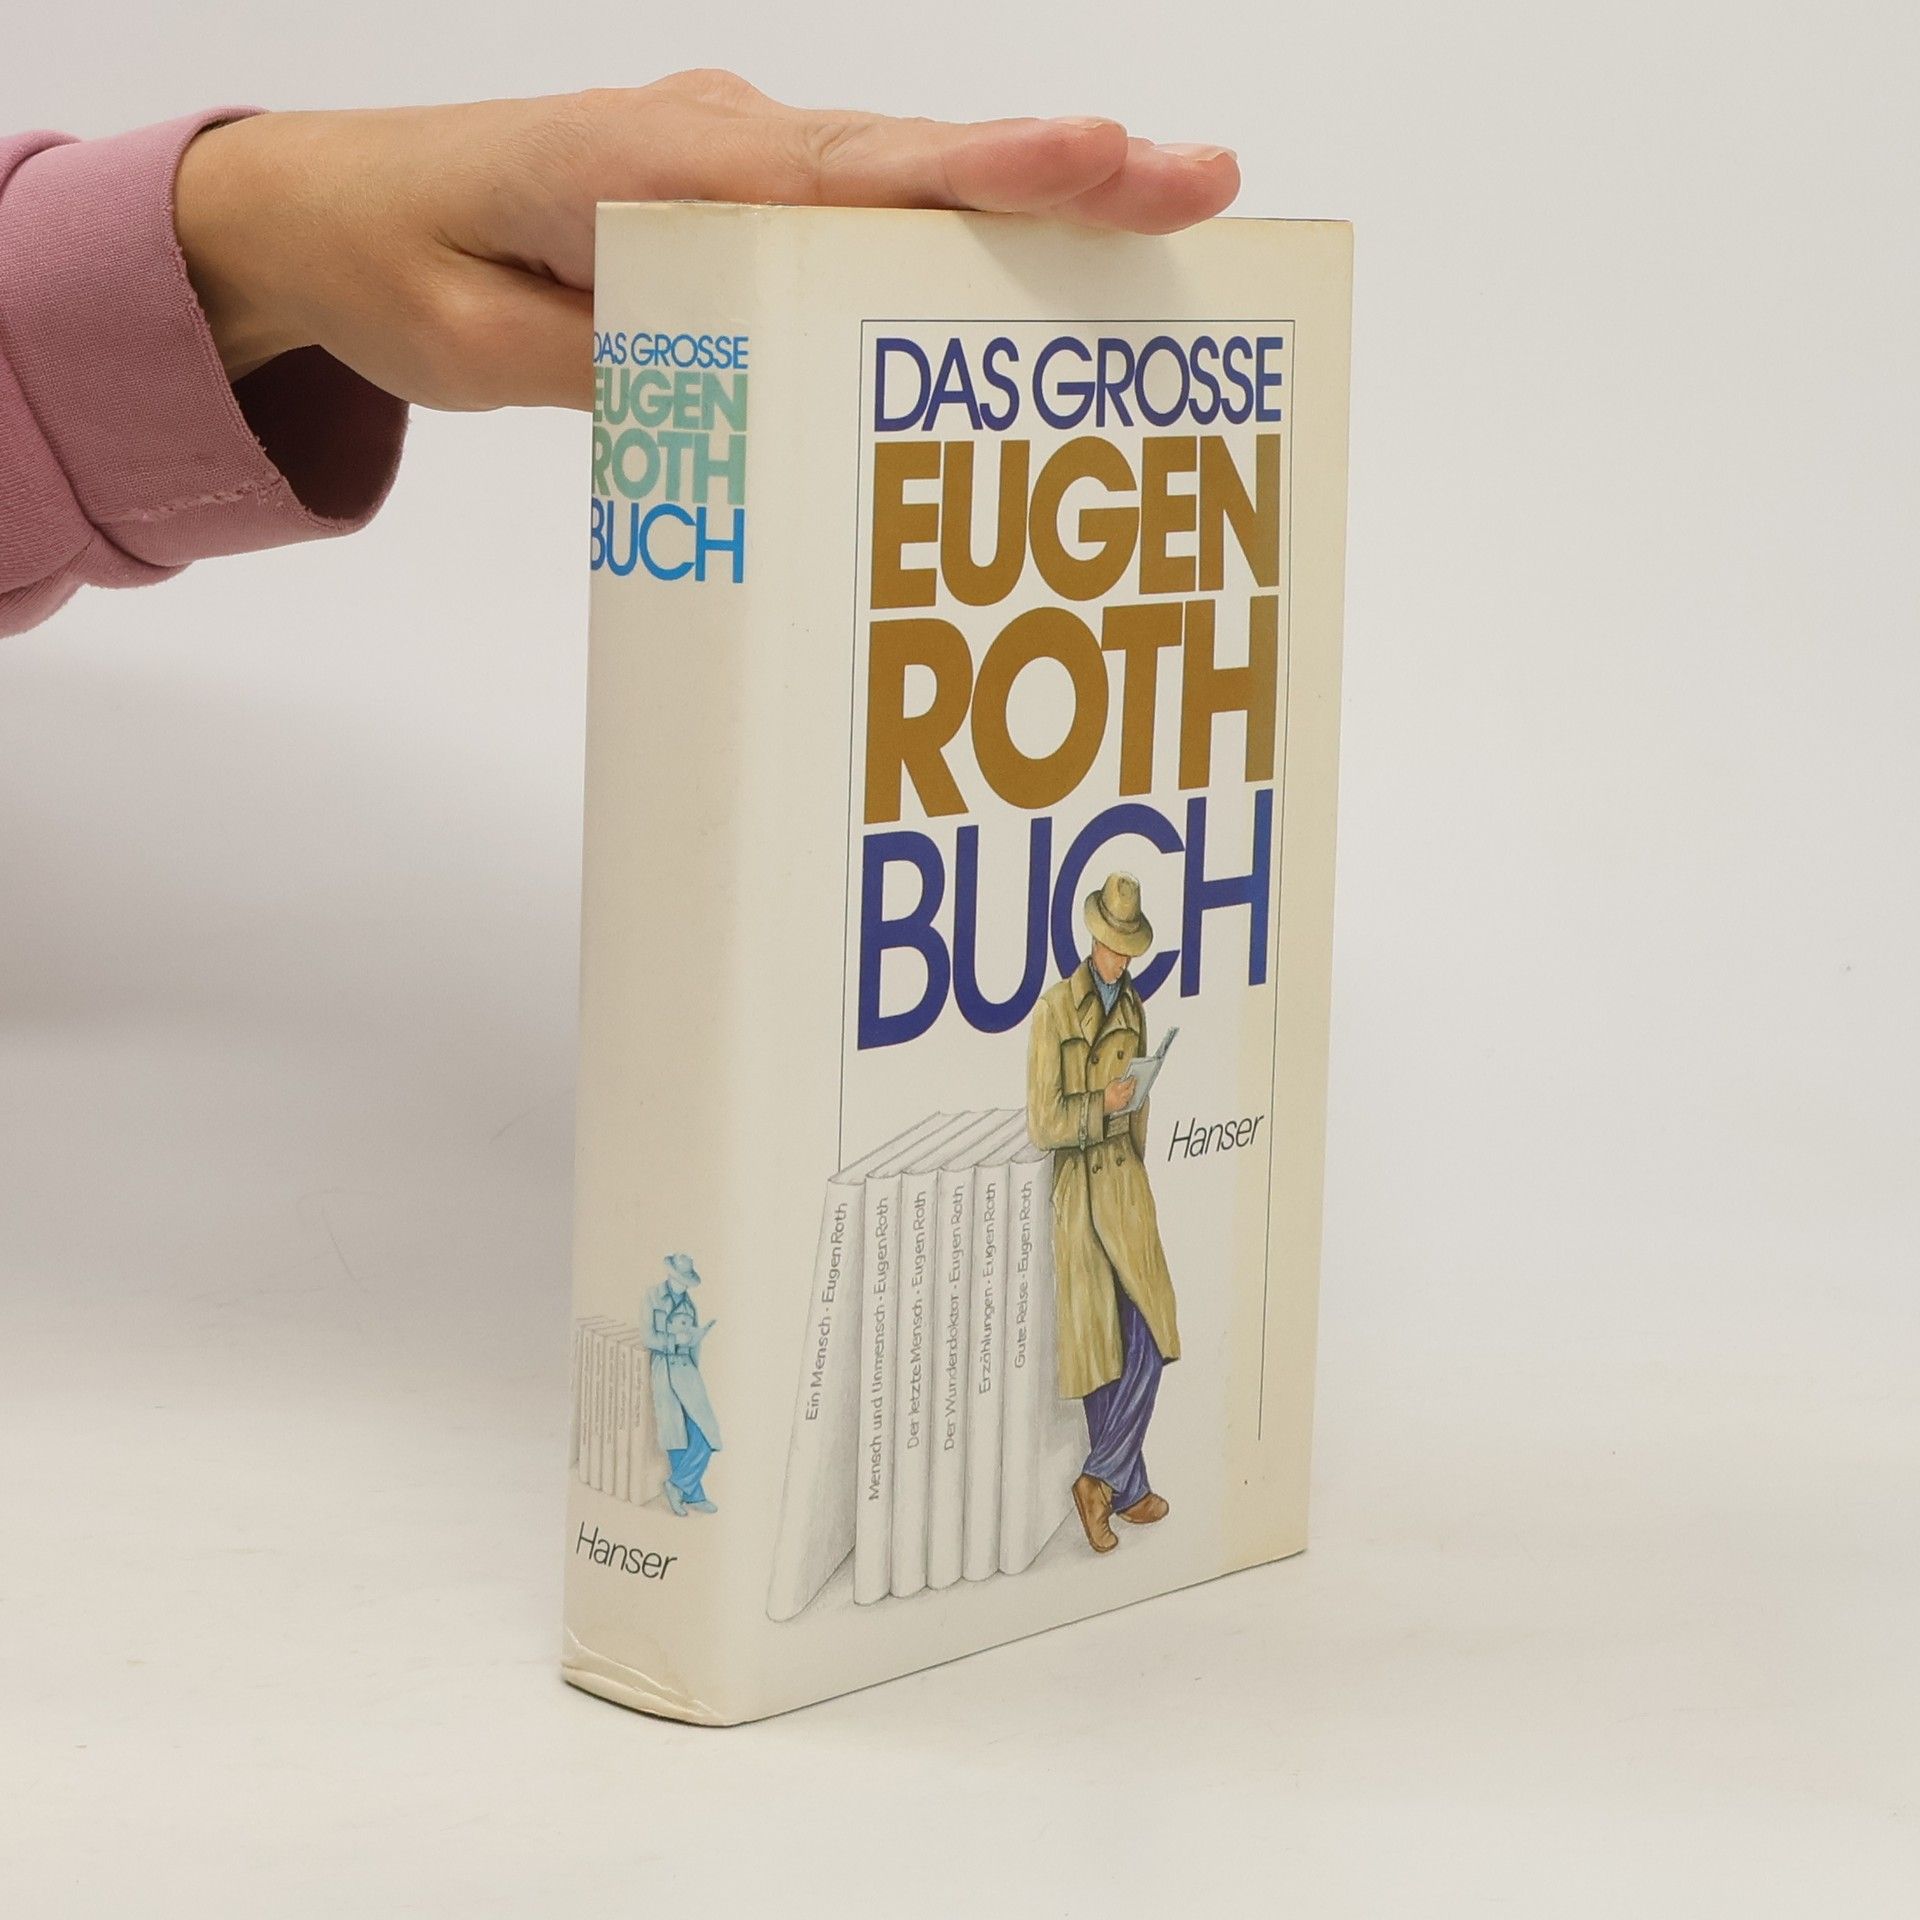 DAS GROSSE
EUGEN
ROTH
BUCH
Hanser
DAS GROSSE
EUGEN
ROTH
BUCH
Hanser
Ein Mensch · Eugen Roth
Mensch und Unmensch · Eugen Roth
Der letzte Mensch · Eugen Roth
Der Wunderdoktor · Eugen Roth
Erzählungen · Eugen Roth
Gute Reise · Eugen Roth